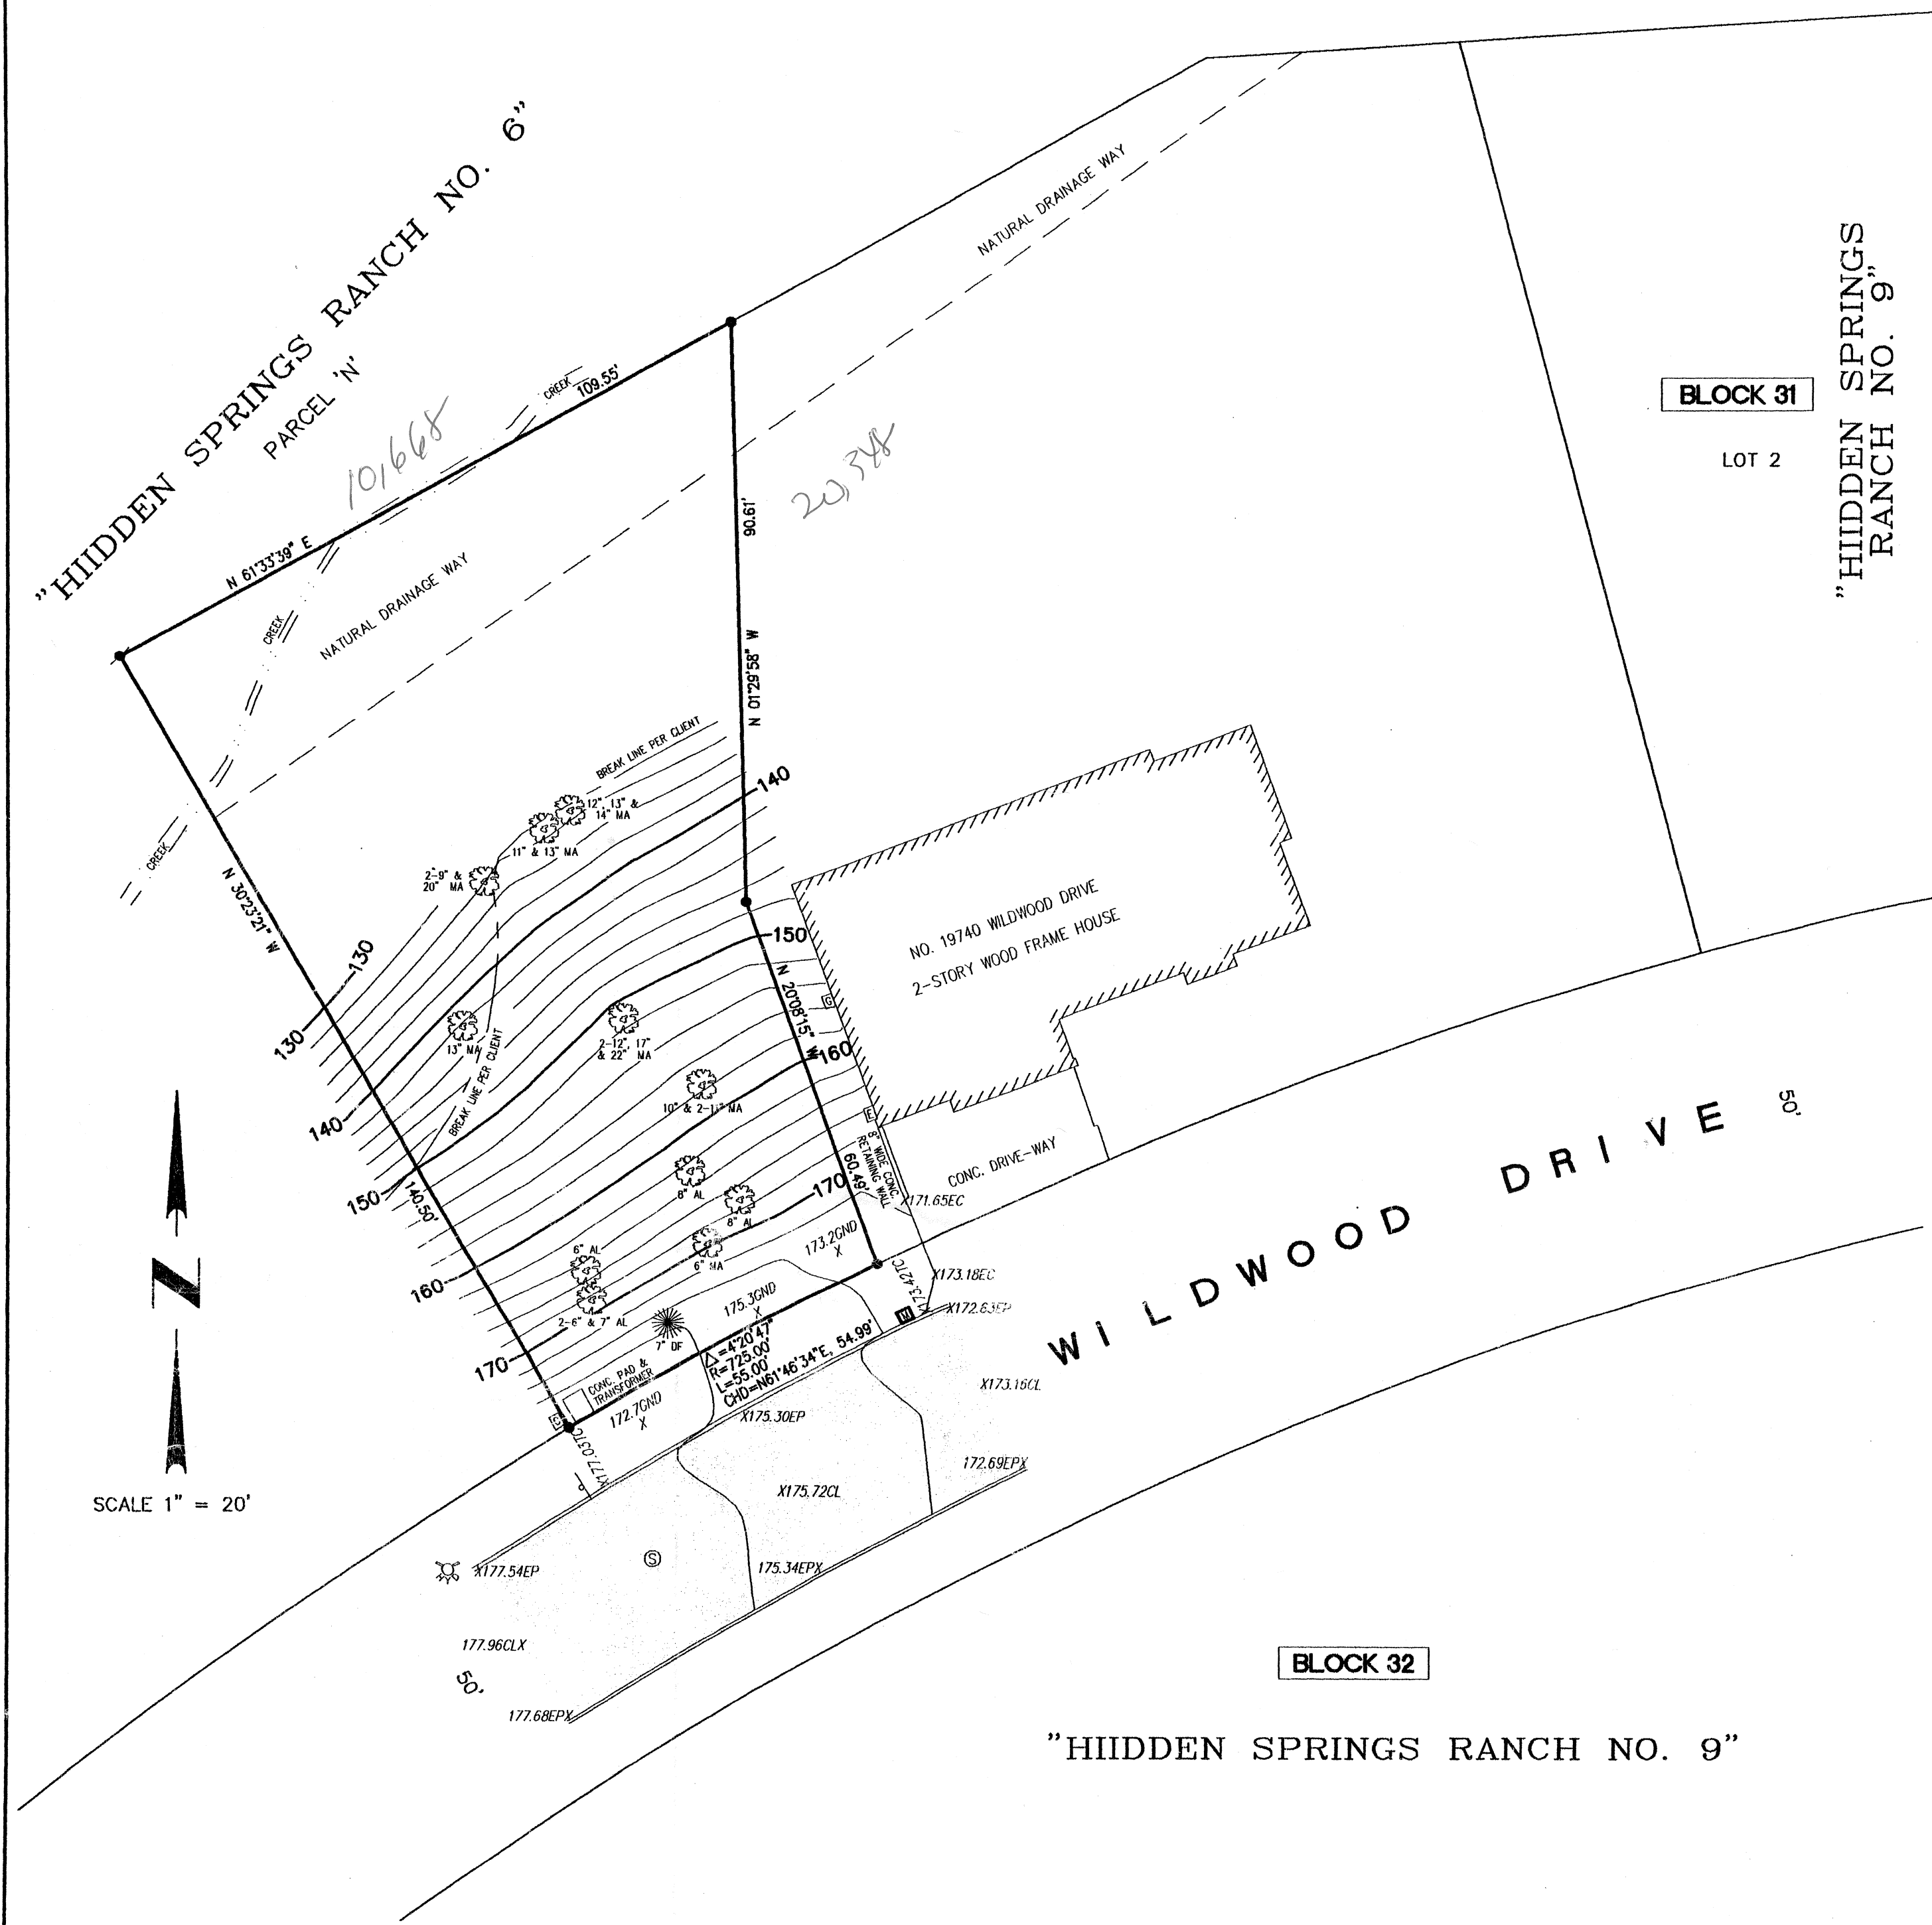 "HIIDDEN SPRINGS RANCH NO. 6"
PARCEL 'N'
10,668
CREEK
109.55'
N 61°33'39" E
CREEK
NATURAL DRAINAGE WAY
NATURAL DRAINAGE WAY
20,348
90.61'
N 01°29'58" W
BLOCK 31
LOT 2
"HIIDDEN SPRINGS
RANCH NO. 9"
BREAK LINE PER CLIENT
140
12", 13" &
14" MA
11" & 13" MA
2-9" &
20" MA
CREEK
N 30°23'21" W
130
130
150
NO. 19740 WILDWOOD DRIVE
2-STORY WOOD FRAME HOUSE
N 20°08'15" W
G
160
13" MA
2-12", 17"
& 22" MA
BREAK LINE PER CLIENT
10" & 2-11" MA
140
E
8" WIDE CONC.
RETAINING WALL
60.49'
CONC. DRIVE-WAY
150
140.50'
8" AL
170
8" AL
X171.65EC
173.2GND
X
6" AL
6" MA
160
X173.42TC
X173.18EC
175.3GND
X
X172.63EP
2-6" & 7" AL
7" DF
170
CONC. PAD &
TRANSFORMER
Δ=4°20'47"
R=725.00'
L=55.00'
CHD=N61°46'34"E, 54.99'
172.7GND
X
X177.03TC
X175.30EP
X173.16CL
172.69EPX
X175.72CL
S
X177.54EP
175.34EPX
177.96CLX
50'
177.68EPX
WILDWOOD DRIVE
50'
N
SCALE 1" = 20'
BLOCK 32
"HIIDDEN SPRINGS RANCH NO. 9"